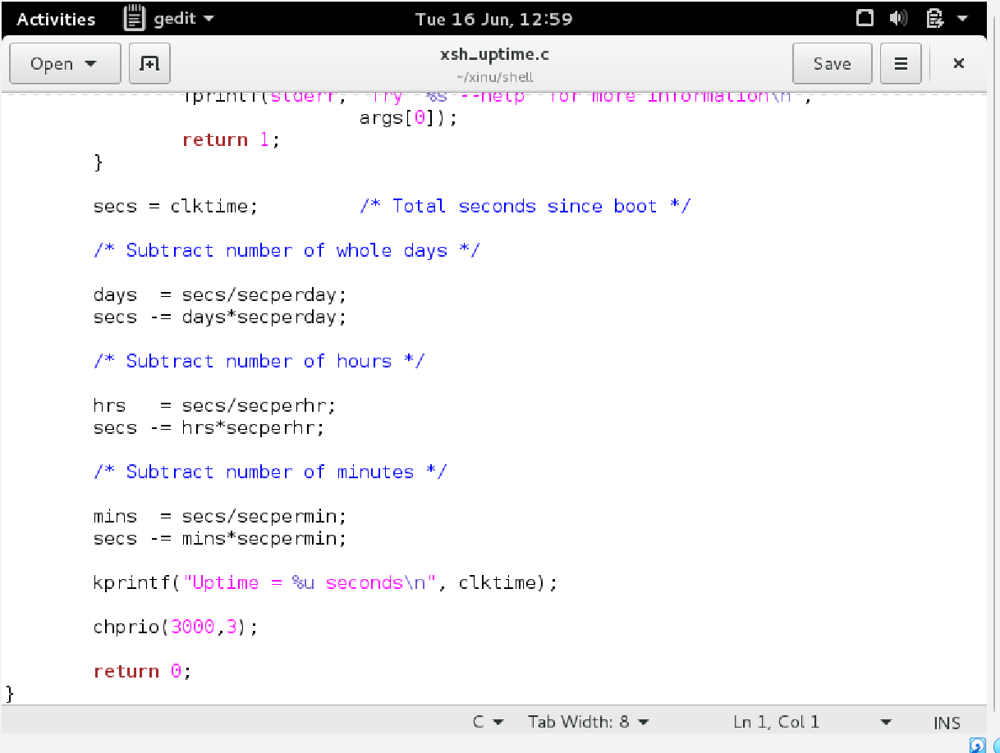 Activities gedit Tue 16 Jun, 12:59
Open xsh_uptime.c Save
~/xinu/shell
fprintf(stderr, "Try '%s --help' for more information\n",
args[0]);
return 1;
}
secs = clktime; /* Total seconds since boot */
/* Subtract number of whole days */
days = secs/secperday;
secs -= days*secperday;
/* Subtract number of hours */
hrs = secs/secperhr;
secs -= hrs*secperhr;
/* Subtract number of minutes */
mins = secs/secpermin;
secs -= mins*secpermin;
kprintf("Uptime = %u seconds\n", clktime);
chprio(3000,3);
return 0;
}
C Tab Width: 8 Ln 1, Col 1 INS